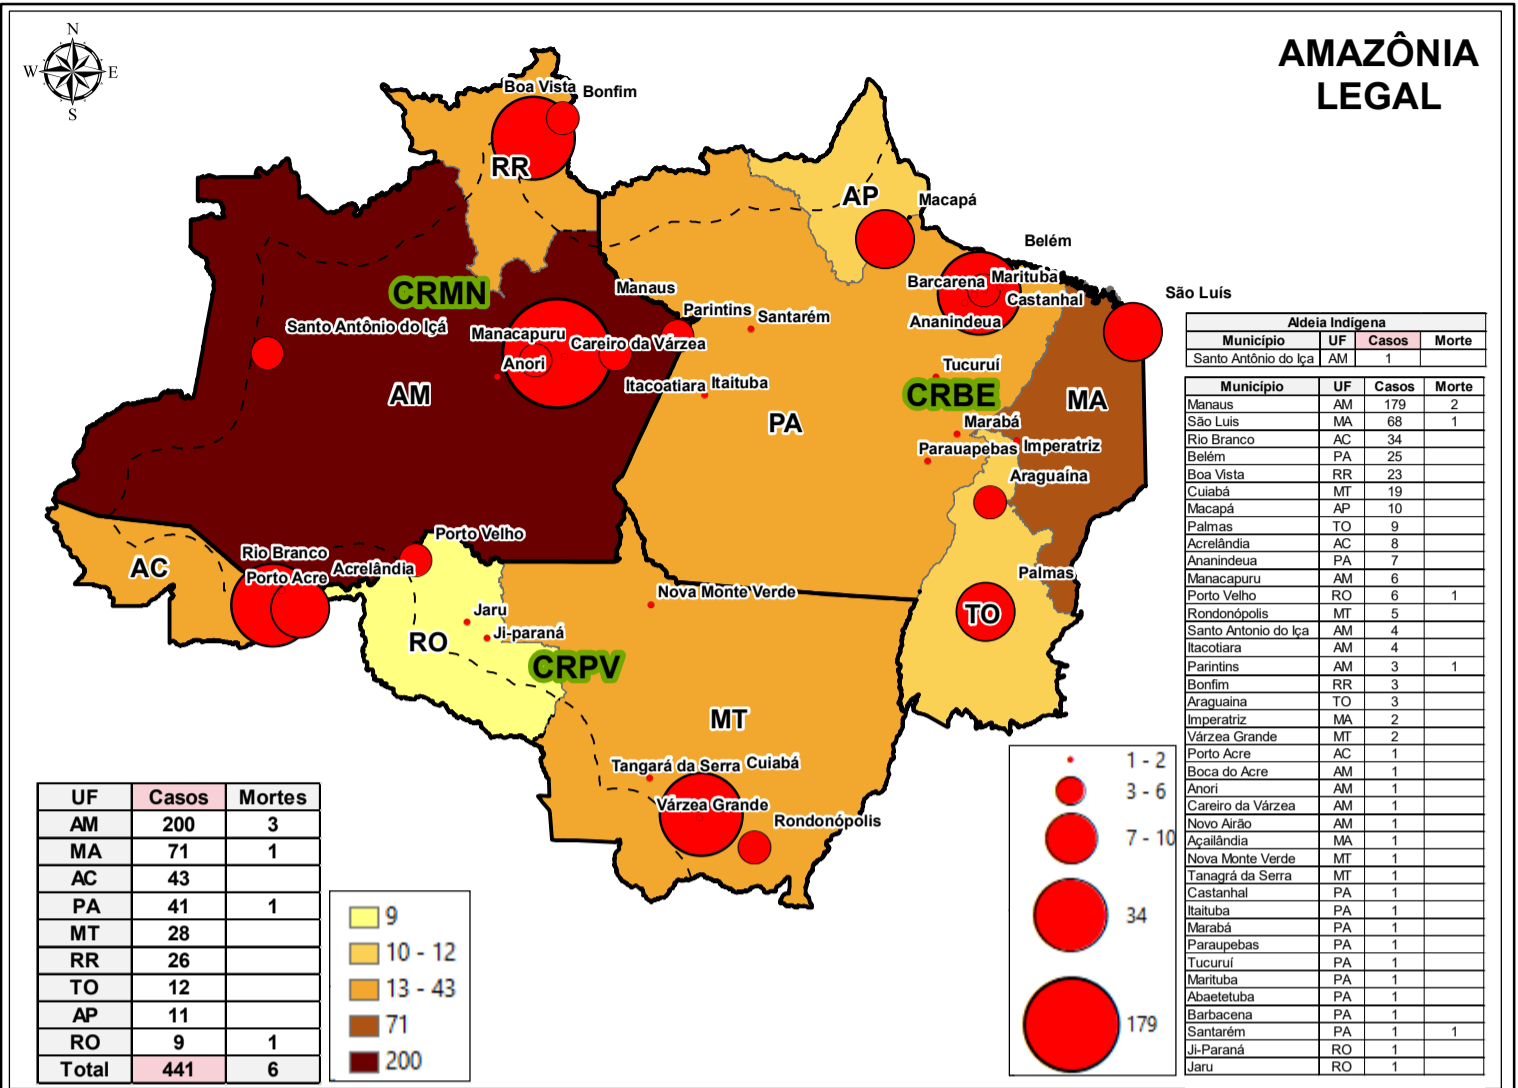 AMAZÔNIA
LEGAL
N
W
E
S
Boa Vista
Bonfim
RR
AP
Macapá
Belém
Barcarena
Marituba
Castanhal
Ananindeua
São Luís
CRMN
Manaus
Santo Antônio do Içá
Parintins
Santarém
Manacapuru
Careiro da Várzea
Anori
Tucuruí
Itacoatiara
Itaituba
AM
CRBE
MA
PA
Marabá
Parauapebas
Imperatriz
Araguaína
Porto Velho
Rio Branco
AC
Porto Acre
Acrelândia
Palmas
Nova Monte Verde
Jaru
TO
RO
Ji-paraná
CRPV
MT
Tangará da Serra
Cuiabá
Várzea Grande
Rondonópolis
Aldeia Indígena
Município UF Casos Morte
Santo Antônio do Iça AM 1
Município UF Casos Morte
Manaus AM 179 2
São Luis MA 68 1
Rio Branco AC 34
Belém PA 25
Boa Vista RR 23
Cuiabá MT 19
Macapá AP 10
Palmas TO 9
Acrelândia AC 8
Ananindeua PA 7
Manacapuru AM 6
Porto Velho RO 6 1
Rondonópolis MT 5
Santo Antonio do Iça AM 4
Itacotiara AM 4
Parintins AM 3 1
Bonfim RR 3
Araguaina TO 3
Imperatriz MA 2
Várzea Grande MT 2
Porto Acre AC 1
Boca do Acre AM 1
Anori AM 1
Careiro da Várzea AM 1
Novo Airão AM 1
Açailândia MA 1
Nova Monte Verde MT 1
Tanagrá da Serra MT 1
Castanhal PA 1
Itaituba PA 1
Marabá PA 1
Paraupebas PA 1
Tucuruí PA 1
Marituba PA 1
Abaetetuba PA 1
Barbacena PA 1
Santarém PA 1 1
Ji-Paraná RO 1
Jaru RO 1
UF Casos Mortes
AM 200 3
MA 71 1
AC 43
PA 41 1
MT 28
RR 26
TO 12
AP 11
RO 9 1
Total 441 6
9
10 - 12
13 - 43
71
200
1 - 2
3 - 6
7 - 10
34
179